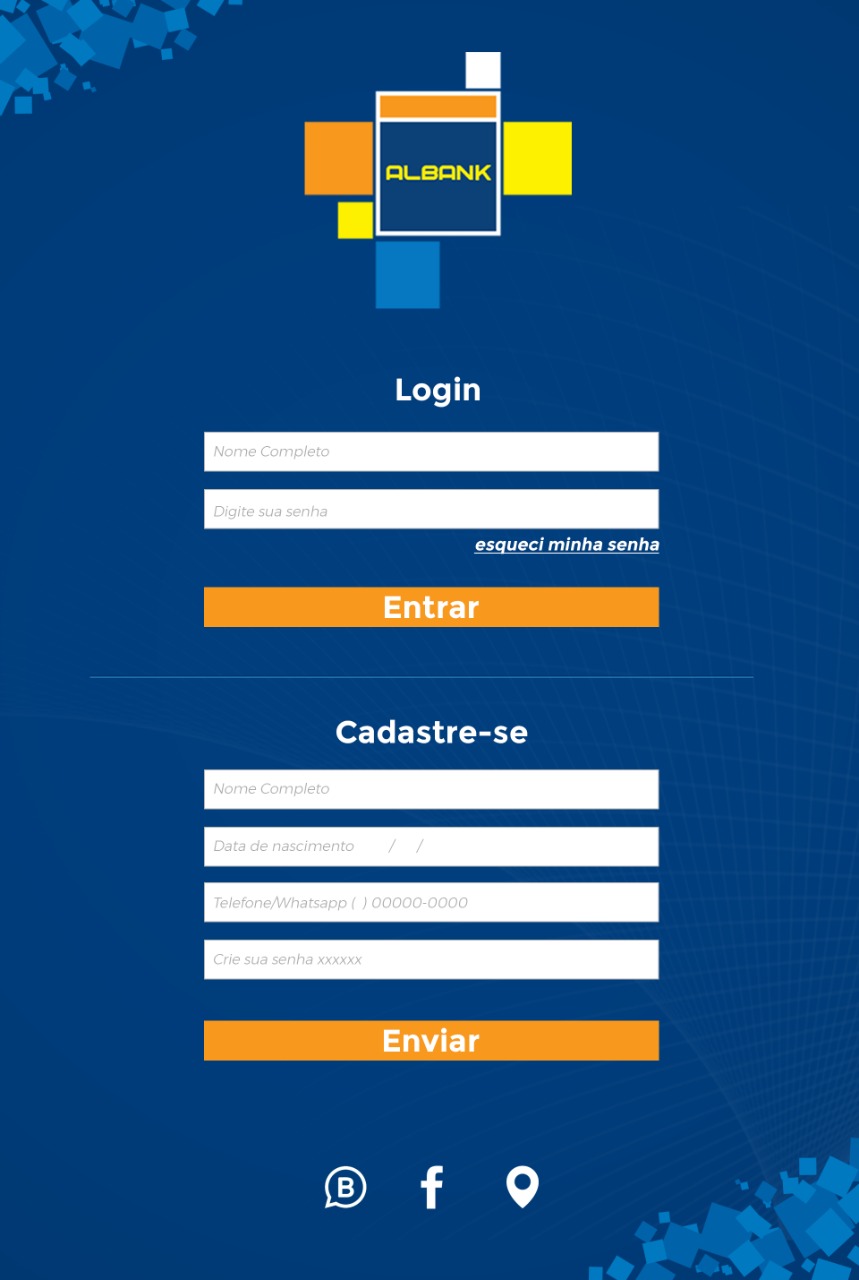 ALBANK
Login
Nome Completo
Digite sua senha
esqueci minha senha
Entrar
Cadastre-se
Nome Completo
Data de nascimento / /
Telefone/Whatsapp ( ) 00000-0000
Crie sua senha xxxxxx
Enviar
B f